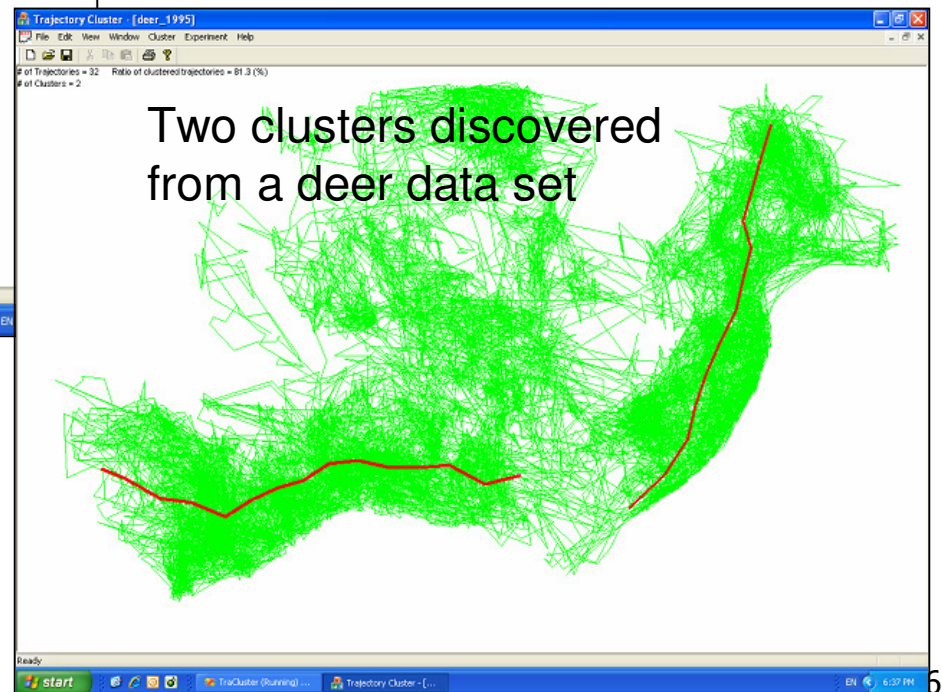 Trajectory Cluster - [deer_1995]
File Edit View Window Cluster Experiment Help
# of Trajectories = 32 Ratio of clustered trajectories = 81.3 (%)
# of Clusters = 2
Two clusters discovered
from a deer data set
EN
Ready
start TraCluster (Running) ... Trajectory Cluster - [... EN 6:37 PM
6